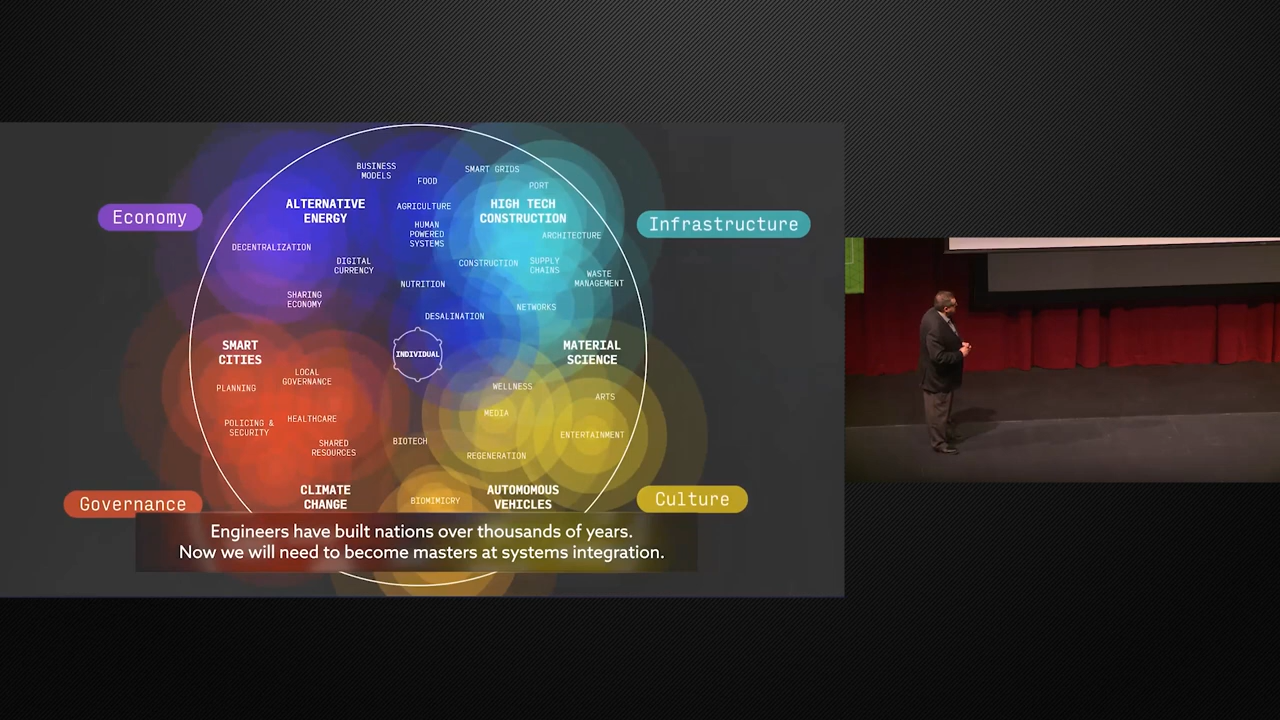 BUSINESS
MODELS
SMART GRIDS
FOOD
PORT
ALTERNATIVE
ENERGY
AGRICULTURE
HIGH TECH
CONSTRUCTION
Economy
Infrastructure
HUMAN
POWERED
SYSTEMS
ARCHITECTURE
DECENTRALIZATION
DIGITAL
CURRENCY
CONSTRUCTION
SUPPLY
CHAINS
WASTE
MANAGEMENT
NUTRITION
SHARING
ECONOMY
NETWORKS
DESALINATION
SMART
CITIES
INDIVIDUAL
MATERIAL
SCIENCE
LOCAL
GOVERNANCE
PLANNING
WELLNESS
ARTS
MEDIA
POLICING &
SECURITY
HEALTHCARE
SHARED
RESOURCES
BIOTECH
ENTERTAINMENT
REGENERATION
CLIMATE
CHANGE
BIOMIMICRY
AUTOMOMOUS
VEHICLES
Governance
Culture
Engineers have built nations over thousands of years.
Now we will need to become masters at systems integration.